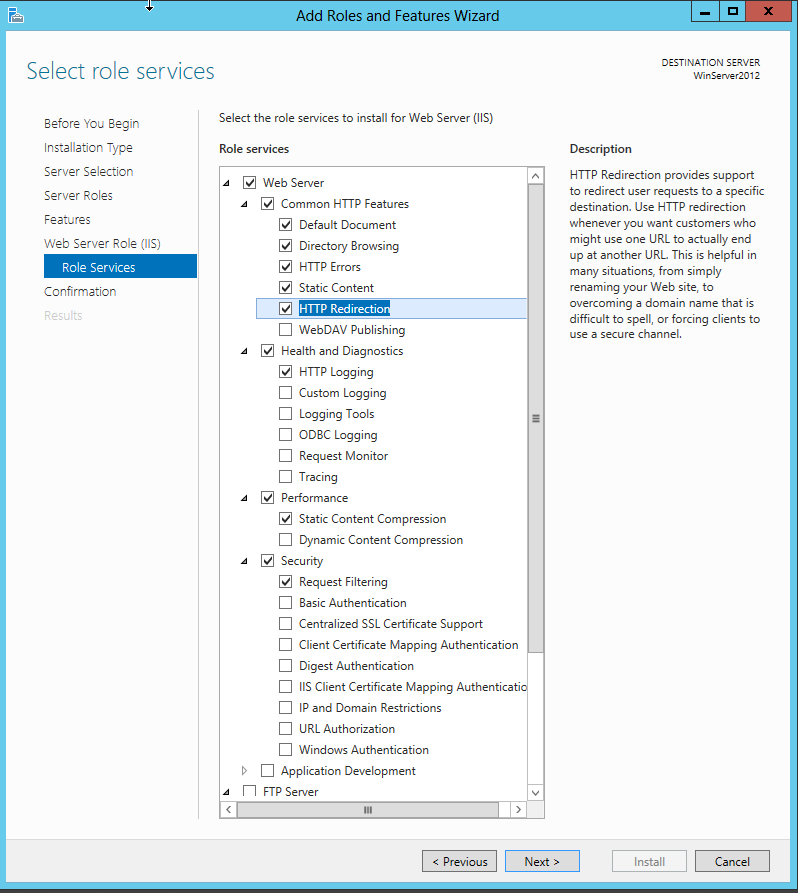 Add Roles and Features Wizard
Select role services
DESTINATION SERVER
WinServer2012
Before You Begin
Installation Type
Server Selection
Server Roles
Features
Web Server Role (IIS)
Role Services
Confirmation
Results
Select the role services to install for Web Server (IIS)
Role services
Web Server
Common HTTP Features
Default Document
Directory Browsing
HTTP Errors
Static Content
HTTP Redirection
WebDAV Publishing
Health and Diagnostics
HTTP Logging
Custom Logging
Logging Tools
ODBC Logging
Request Monitor
Tracing
Performance
Static Content Compression
Dynamic Content Compression
Security
Request Filtering
Basic Authentication
Centralized SSL Certificate Support
Client Certificate Mapping Authentication
Digest Authentication
IIS Client Certificate Mapping Authenticatio
IP and Domain Restrictions
URL Authorization
Windows Authentication
Application Development
FTP Server
Description
HTTP Redirection provides support
to redirect user requests to a specific
destination. Use HTTP redirection
whenever you want customers who
might use one URL to actually end
up at another URL. This is helpful in
many situations, from simply
renaming your Web site, to
overcoming a domain name that is
difficult to spell, or forcing clients to
use a secure channel.
< Previous
Next >
Install
Cancel